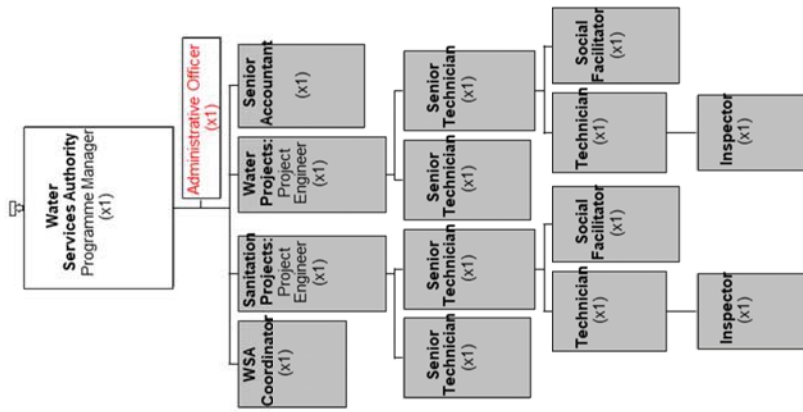 Water
Services Authority
Programme Manager
(x1)
Administrative Officer
(x1)
WSA
Coordinator
(x1)
Sanitation
Projects:
Project
Engineer
(x1)
Water
Projects:
Project
Engineer
(x1)
Senior
Accountant
(x1)
Senior
Technician
(x1)
Senior
Technician
(x1)
Senior
Technician
(x1)
Senior
Technician
(x1)
Technician
(x1)
Social
Facilitator
(x1)
Technician
(x1)
Social
Facilitator
(x1)
Inspector
(x1)
Inspector
(x1)